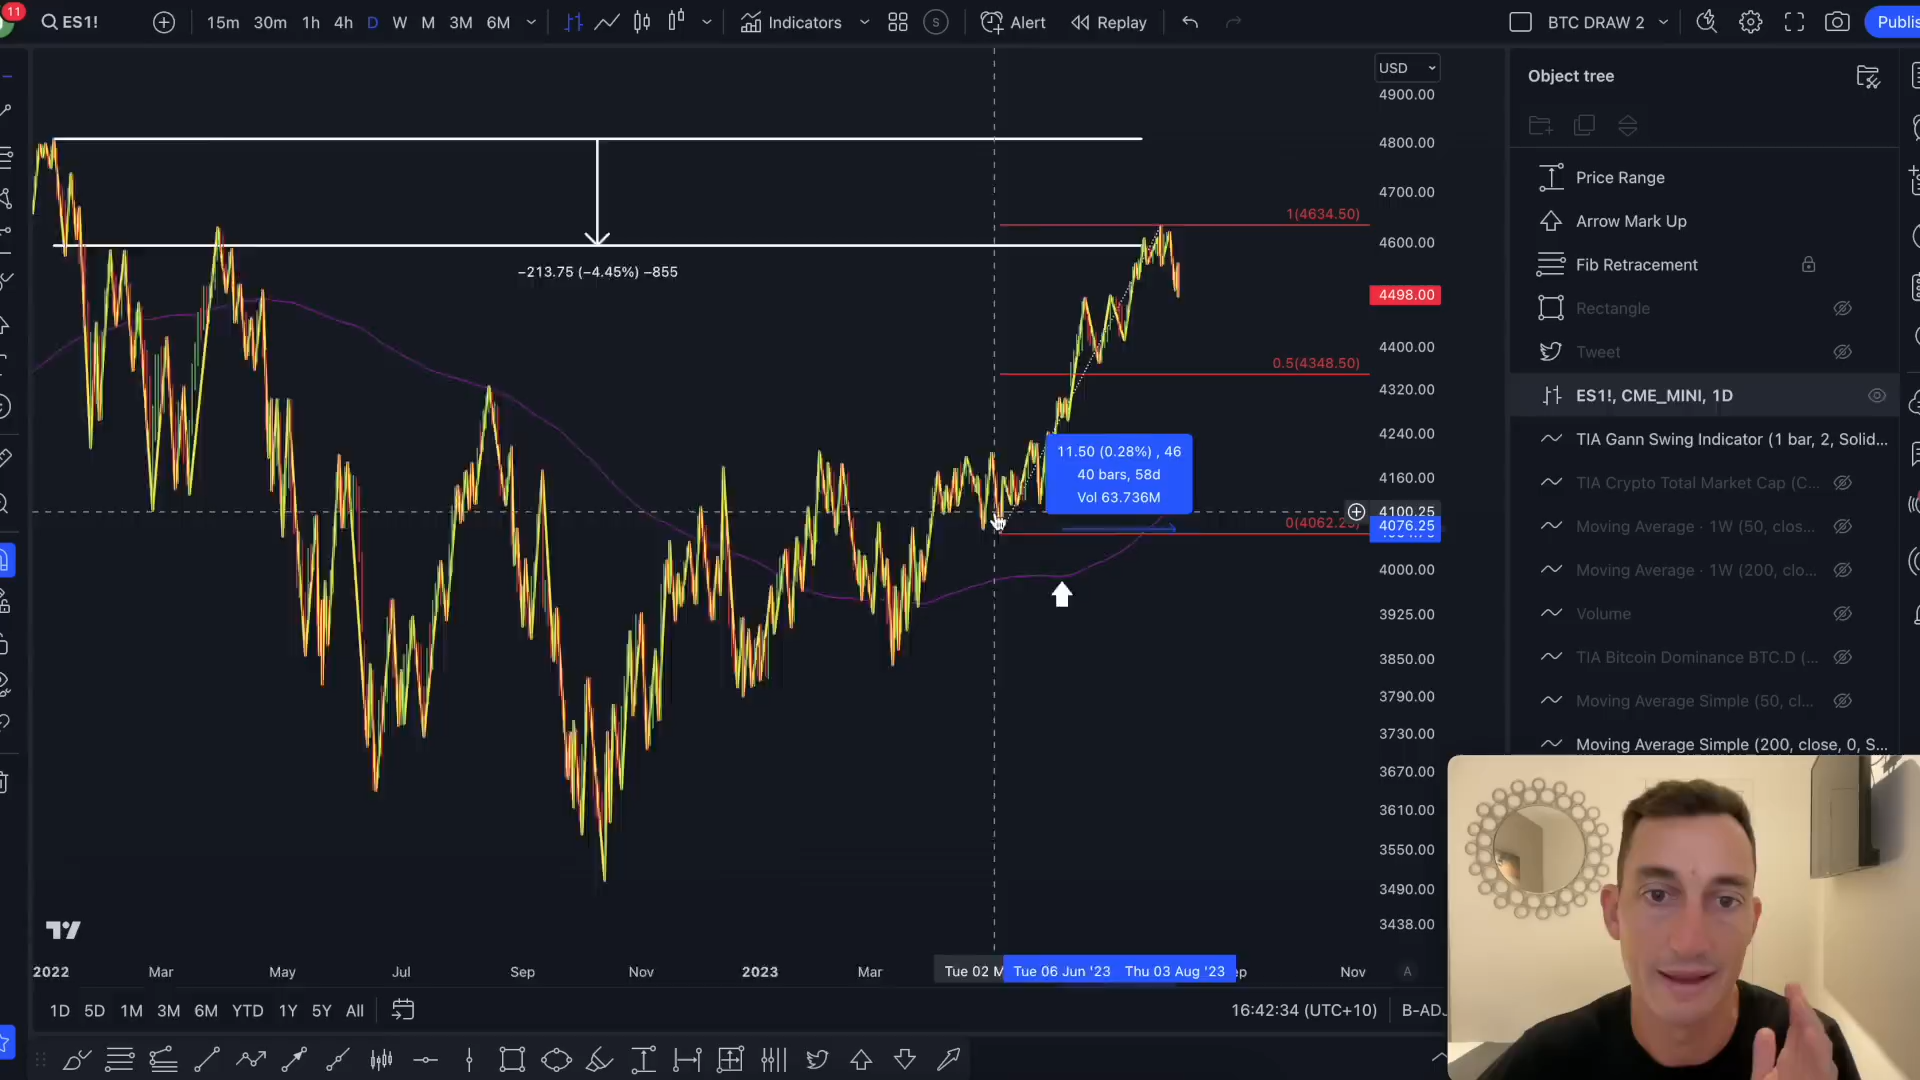 11
ES1!
15m 30m 1h 4h D W M 3M 6M
Indicators
S
Alert
Replay
BTC DRAW 2
Publis
USD
4900.00
4800.00
4700.00
4600.00
4498.00
4400.00
4320.00
4240.00
4160.00
4100.25
4076.25
4000.00
3925.00
3850.00
3790.00
3730.00
3670.00
3610.00
3550.00
3490.00
3438.00
1(4634.50)
0.5(4348.50)
0(4062.25)
−213.75 (−4.45%) −855
11.50 (0.28%) , 46
40 bars, 58d
Vol 63.736M
2022 Mar May Jul Sep Nov 2023 Mar Tue 02 M Tue 06 Jun '23 Thu 03 Aug '23 ep Nov A
1D 5D 1M 3M 6M YTD 1Y 5Y All
16:42:34 (UTC+10) B-ADJ
Object tree
Price Range
Arrow Mark Up
Fib Retracement
Rectangle
Tweet
ES1!, CME_MINI, 1D
TIA Gann Swing Indicator (1 bar, 2, Solid...
TIA Crypto Total Market Cap (C...
Moving Average · 1W (50, clos...
Moving Average · 1W (200, clo...
Volume
TIA Bitcoin Dominance BTC.D (...
Moving Average Simple (50, cl...
Moving Average Simple (200, close, 0, S...